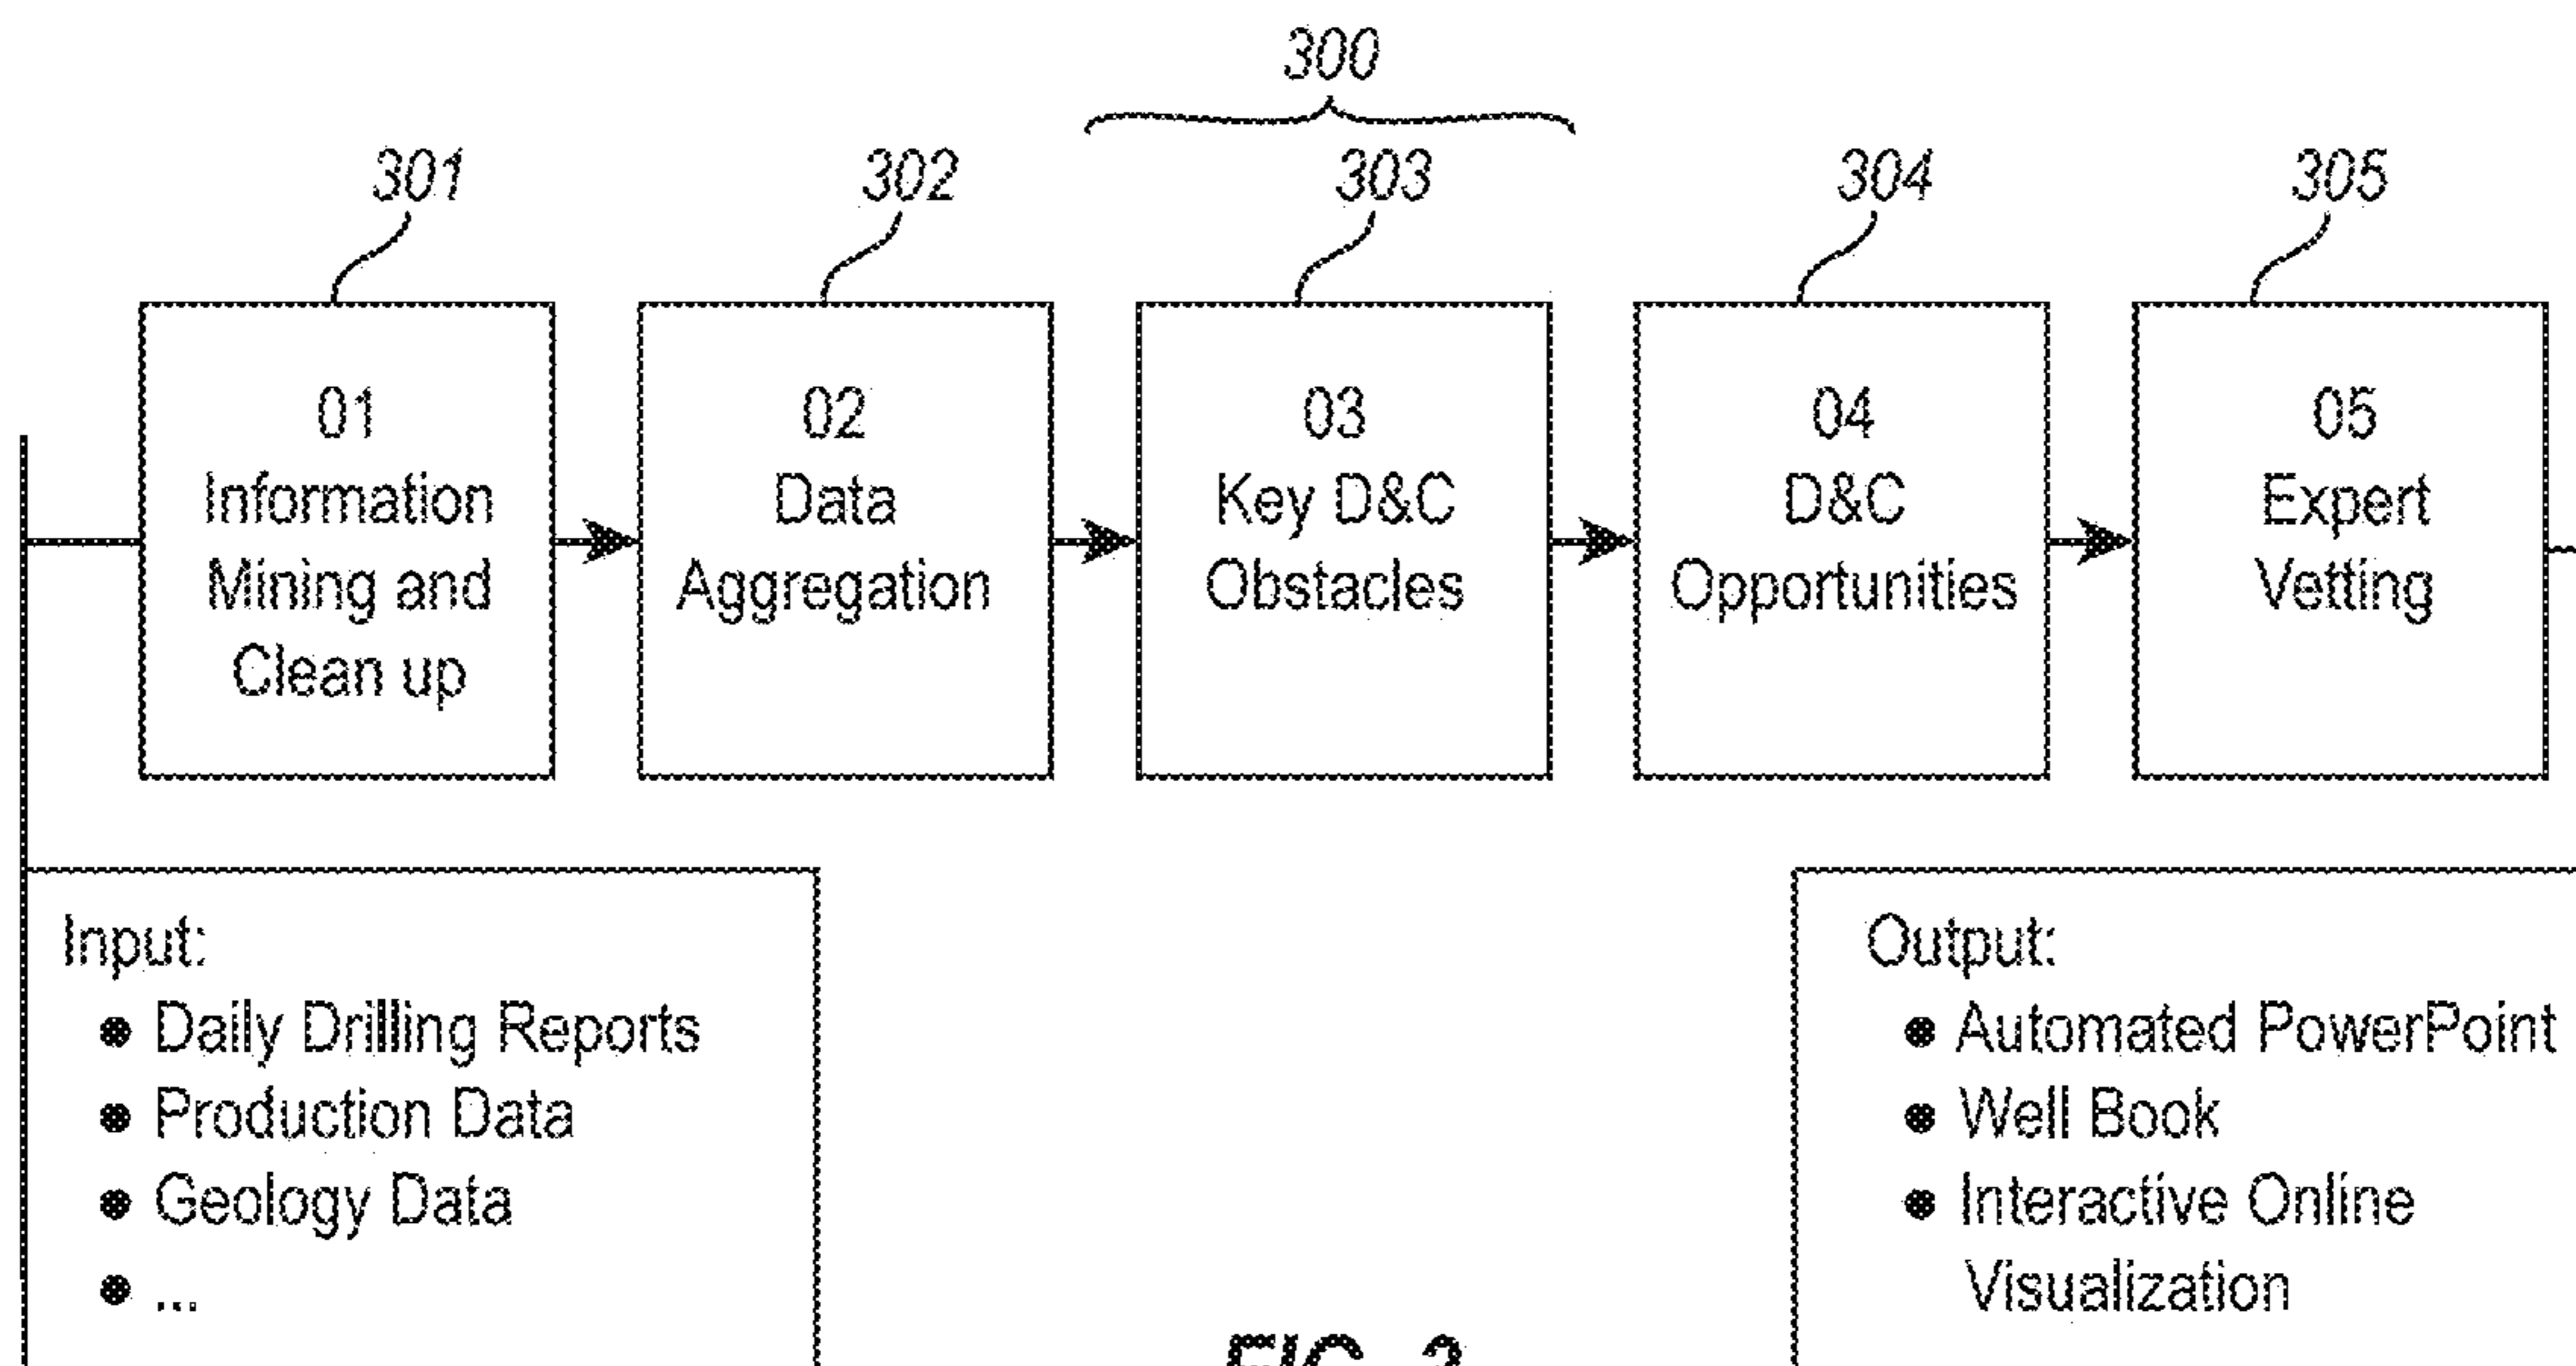 300
301
302
303
304
305
01
Information
Mining and
Clean up
02
Data
Aggregation
03
Key D&C
Obstacles
04
D&C
Opportunities
05
Expert
Vetting
Input:
● Daily Drilling Reports
● Production Data
● Geology Data
● ...
Output:
● Automated PowerPoint
● Well Book
● Interactive Online
Visualization